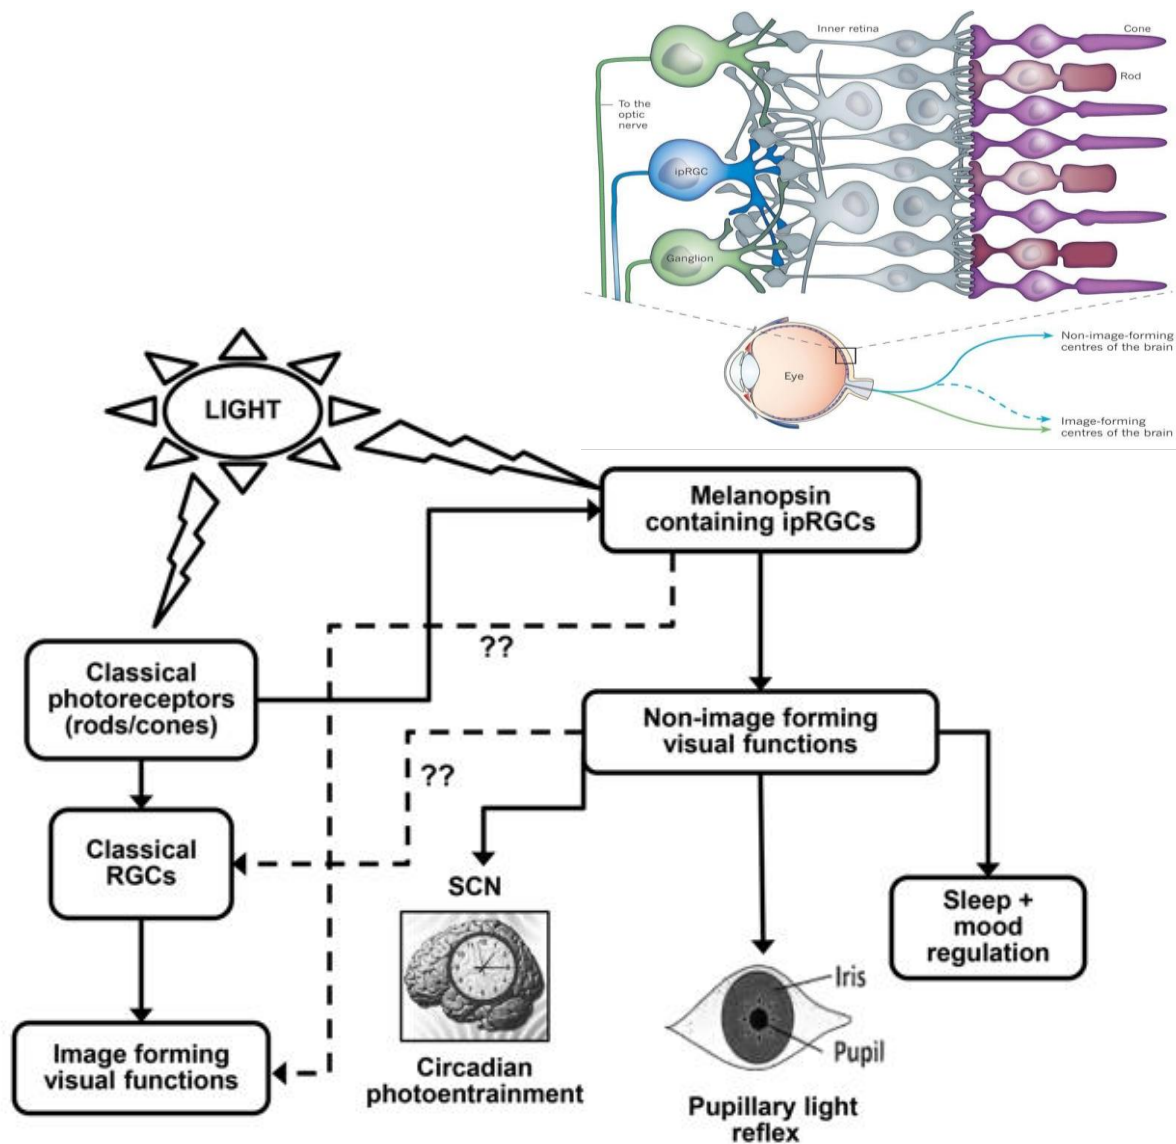 Inner retina
Cone
Rod
To the
optic
nerve
ipRGC
Ganglion
Eye
Non-image-forming
centres of the brain
Image-forming
centres of the brain
LIGHT
Melanopsin
containing ipRGCs
??
Classical
photoreceptors
(rods/cones)
Non-image forming
visual functions
??
Classical
RGCs
SCN
Sleep +
mood
regulation
Iris
Pupil
Image forming
visual functions
Circadian
photoentrainment
Pupillary light
reflex